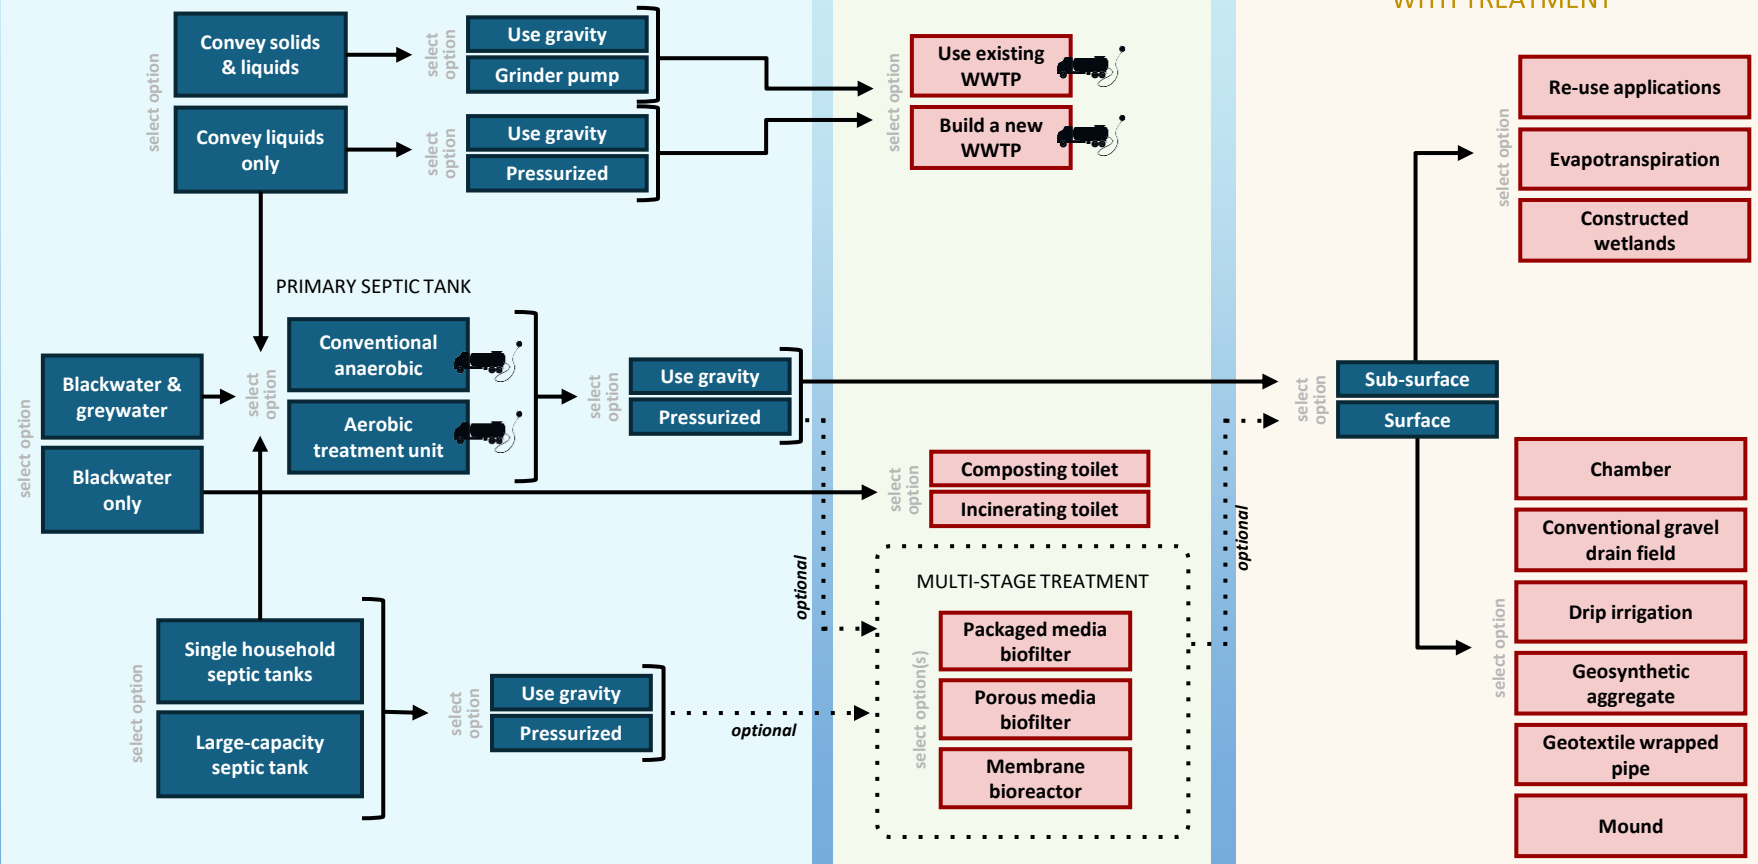 WITH TREATMENT
select option
Convey solids
& liquids
Convey liquids
only
select
option
Use gravity
Grinder pump
select
option
Use gravity
Pressurized
select option
Use existing
WWTP
Build a new
WWTP
select option
Re-use applications
Evapotranspiration
Constructed
wetlands
PRIMARY SEPTIC TANK
select option
Blackwater &
greywater
Blackwater
only
select
option
Conventional
anaerobic
Aerobic
treatment unit
select
option
Use gravity
Pressurized
select
option
Sub-surface
Surface
select
option
Composting toilet
Incinerating toilet
optional
optional
MULTI-STAGE TREATMENT
select option(s)
Packaged media
biofilter
Porous media
biofilter
Membrane
bioreactor
select option
Single household
septic tanks
Large-capacity
septic tank
select
option
Use gravity
Pressurized
optional
select option
Chamber
Conventional gravel
drain field
Drip irrigation
Geosynthetic
aggregate
Geotextile wrapped
pipe
Mound